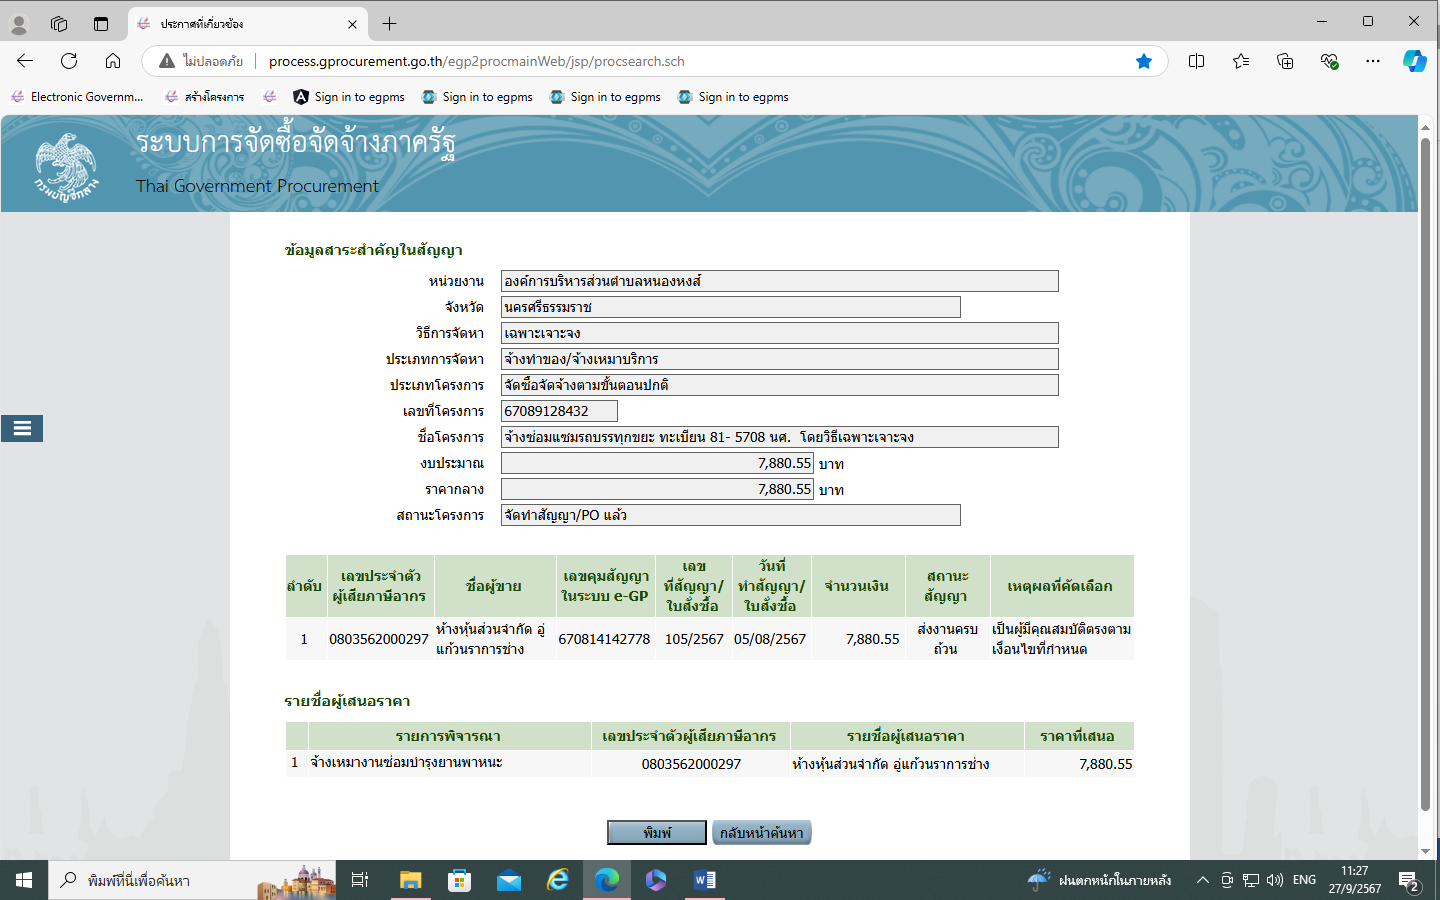 ประกาศที่เกี่ยวข้อง
ไม่ปลอดภัย process.gprocurement.go.th/egp2procmainWeb/jsp/procsearch.sch
Electronic Governm... สร้างโครงการ Sign in to egpms Sign in to egpms Sign in to egpms Sign in to egpms
ระบบการจัดซื้อจัดจ้างภาครัฐ
Thai Government Procurement
กรมบัญชีกลาง
ข้อมูลสาระสำคัญในสัญญา
หน่วยงาน องค์การบริหารส่วนตำบลหนองหงส์
จังหวัด นครศรีธรรมราช
วิธีการจัดหา เฉพาะเจาะจง
ประเภทการจัดหา จ้างทำของ/จ้างเหมาบริการ
ประเภทโครงการ จัดซื้อจัดจ้างตามขั้นตอนปกติ
เลขที่โครงการ 67089128432
ชื่อโครงการ จ้างซ่อมแซมรถบรรทุกขยะ ทะเบียน 81- 5708 นศ. โดยวิธีเฉพาะเจาะจง
งบประมาณ 7,880.55 บาท
ราคากลาง 7,880.55 บาท
สถานะโครงการ จัดทำสัญญา/PO แล้ว
ลำดับ เลขประจำตัวผู้เสียภาษีอากร ชื่อผู้ขาย เลขคุมสัญญาในระบบ e-GP เลขที่สัญญา/ใบสั่งซื้อ วันที่ทำสัญญา/ใบสั่งซื้อ จำนวนเงิน สถานะสัญญา เหตุผลที่คัดเลือก
1 0803562000297 ห้างหุ้นส่วนจำกัด อู่แก้วนราการช่าง 670814142778 105/2567 05/08/2567 7,880.55 ส่งงานครบถ้วน เป็นผู้มีคุณสมบัติตรงตามเงื่อนไขที่กำหนด
รายชื่อผู้เสนอราคา
รายการพิจารณา เลขประจำตัวผู้เสียภาษีอากร รายชื่อผู้เสนอราคา ราคาที่เสนอ
1 จ้างเหมางานซ่อมบำรุงยานพาหนะ 0803562000297 ห้างหุ้นส่วนจำกัด อู่แก้วนราการช่าง 7,880.55
พิมพ์ กลับหน้าค้นหา
พิมพ์ที่นี่เพื่อค้นหา ฝนตกหนักในภายหลัง ENG 11:27
27/9/2567 2